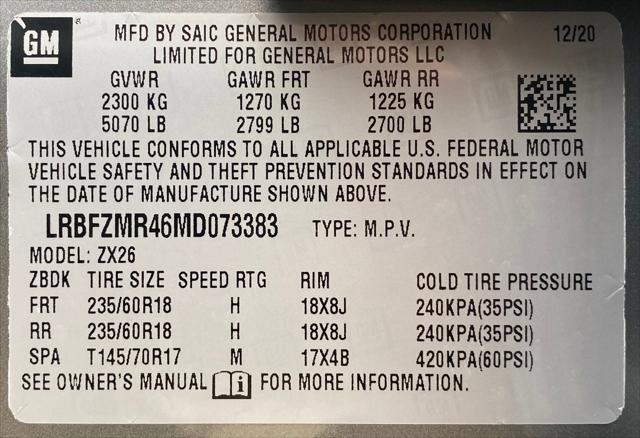 GM
MFD BY SAIC GENERAL MOTORS CORPORATION 12/20
LIMITED FOR GENERAL MOTORS LLC
GVWR GAWR FRT GAWR RR
2300 KG 1270 KG 1225 KG
5070 LB 2799 LB 2700 LB
THIS VEHICLE CONFORMS TO ALL APPLICABLE U.S. FEDERAL MOTOR
VEHICLE SAFETY AND THEFT PREVENTION STANDARDS IN EFFECT ON
THE DATE OF MANUFACTURE SHOWN ABOVE.
LRBFZMR46MD073383 TYPE: M.P.V.
MODEL: ZX26
ZBDK TIRE SIZE SPEED RTG RIM COLD TIRE PRESSURE
FRT 235/60R18 H 18X8J 240KPA(35PSI)
RR 235/60R18 H 18X8J 240KPA(35PSI)
SPA T145/70R17 M 17X4B 420KPA(60PSI)
SEE OWNER'S MANUAL i FOR MORE INFORMATION.